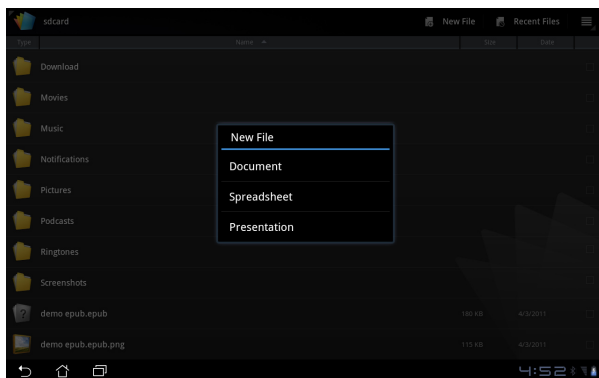 sdcard New File Recent Files
Type Name Size Date
Download
Movies
Music
Notifications
Pictures
Podcasts
Ringtones
Screenshots
demo epub.epub 180 KB 4/3/2011
demo epub.epub.png 115 KB 4/3/2011
New File
Document
Spreadsheet
Presentation
4:52